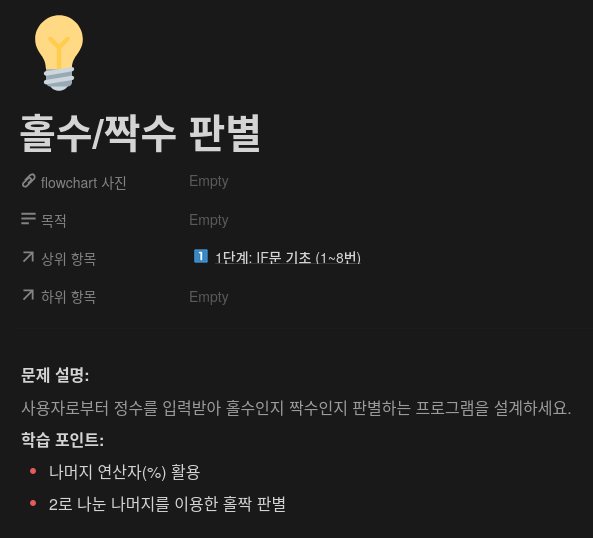 홀수/짝수 판별
flowchart 사진 Empty
목적 Empty
상위 항목 1 1단계: IF문 기초 (1~8번)
하위 항목 Empty
문제 설명:
사용자로부터 정수를 입력받아 홀수인지 짝수인지 판별하는 프로그램을 설계하세요.
학습 포인트:
• 나머지 연산자(%) 활용
• 2로 나눈 나머지를 이용한 홀짝 판별